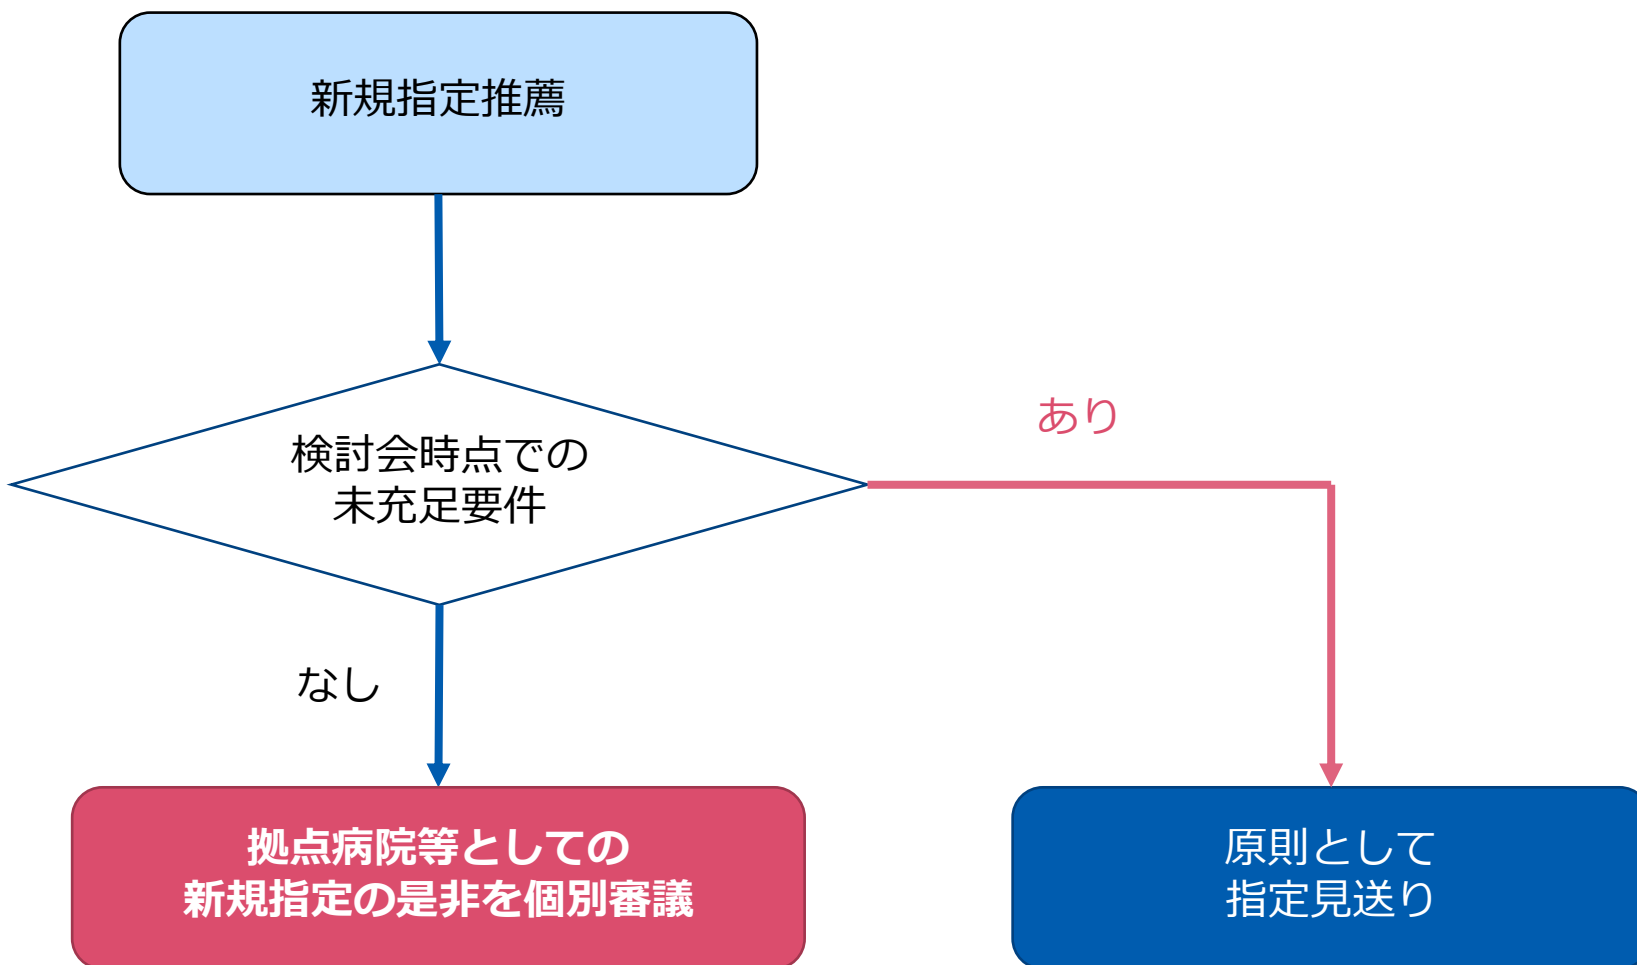 新規指定推薦
検討会時点での
未充足要件
あり
なし
拠点病院等としての
新規指定の是非を個別審議
原則として
指定見送り